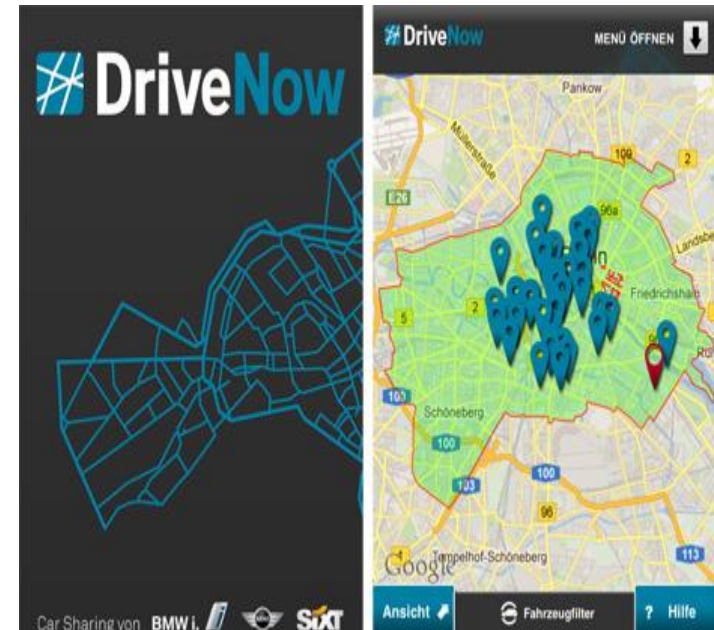 DriveNow
Car Sharing von BMW i. MINI SIXT
DriveNow MENÜ ÖFFNEN
Pankow
Müllerstraße
109
2
E26
96a
Landsbe
Friedrichshain
5
2
100
Schöneberg
100
103
100
96
4
Tempelhof-Schöneberg
113
Google
Ansicht Fahrzeugfilter ? Hilfe